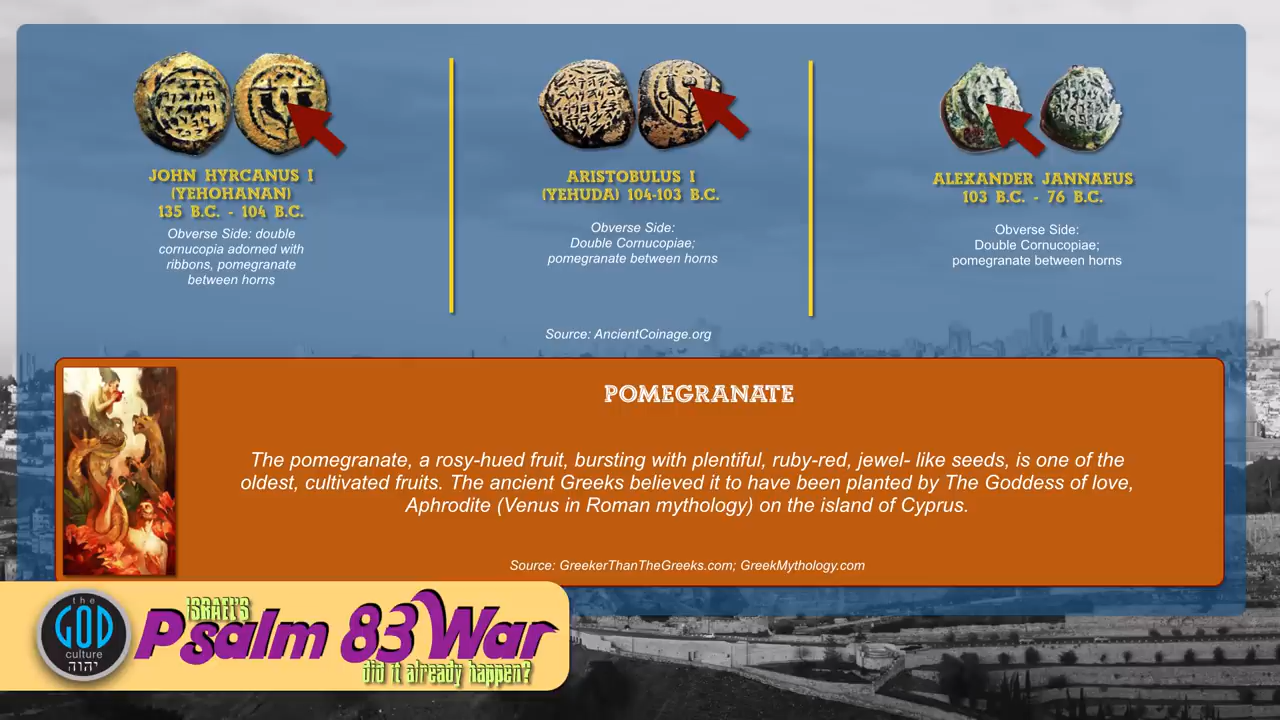 JOHN HYRCANUS I
(YEHOHANAN)
135 B.C. - 104 B.C.
Obverse Side: double
cornucopia adorned with
ribbons, pomegranate
between horns
ARISTOBULUS I
(YEHUDA) 104-103 B.C.
Obverse Side:
Double Cornucopiae;
pomegranate between horns
ALEXANDER JANNAEUS
103 B.C. - 76 B.C.
Obverse Side:
Double Cornucopiae;
pomegranate between horns
Source: AncientCoinage.org
POMEGRANATE
The pomegranate, a rosy-hued fruit, bursting with plentiful, ruby-red, jewel- like seeds, is one of the
oldest, cultivated fruits. The ancient Greeks believed it to have been planted by The Goddess of love,
Aphrodite (Venus in Roman mythology) on the island of Cyprus.
Source: GreekerThanTheGreeks.com; GreekMythology.com
the
GOD
culture
יהוה
ISRAEL'S
Psalm 83 War
did it already happen?